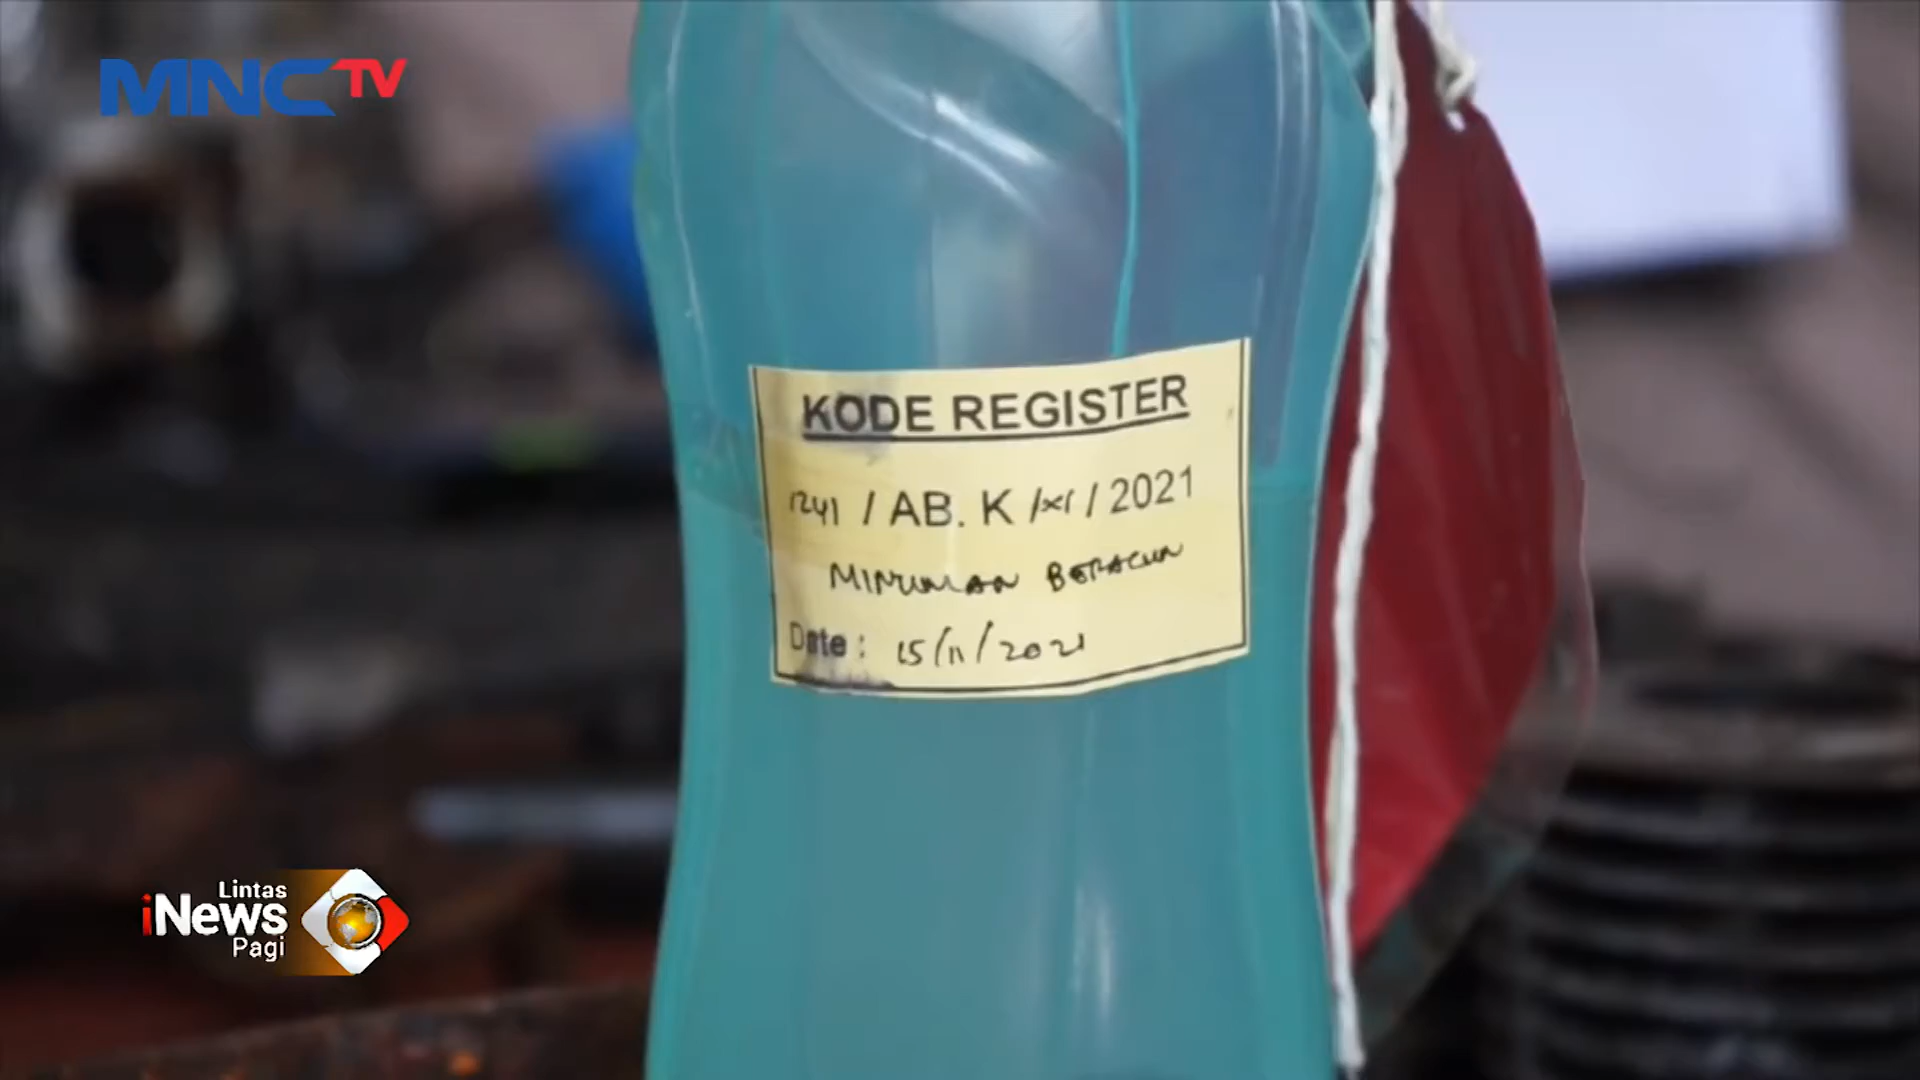 MNCTV
KODE REGISTER
1241 / AB. K /XI / 2021
MINUMAN BERACUN
Date : 15/11/2021
Lintas
iNews
Pagi